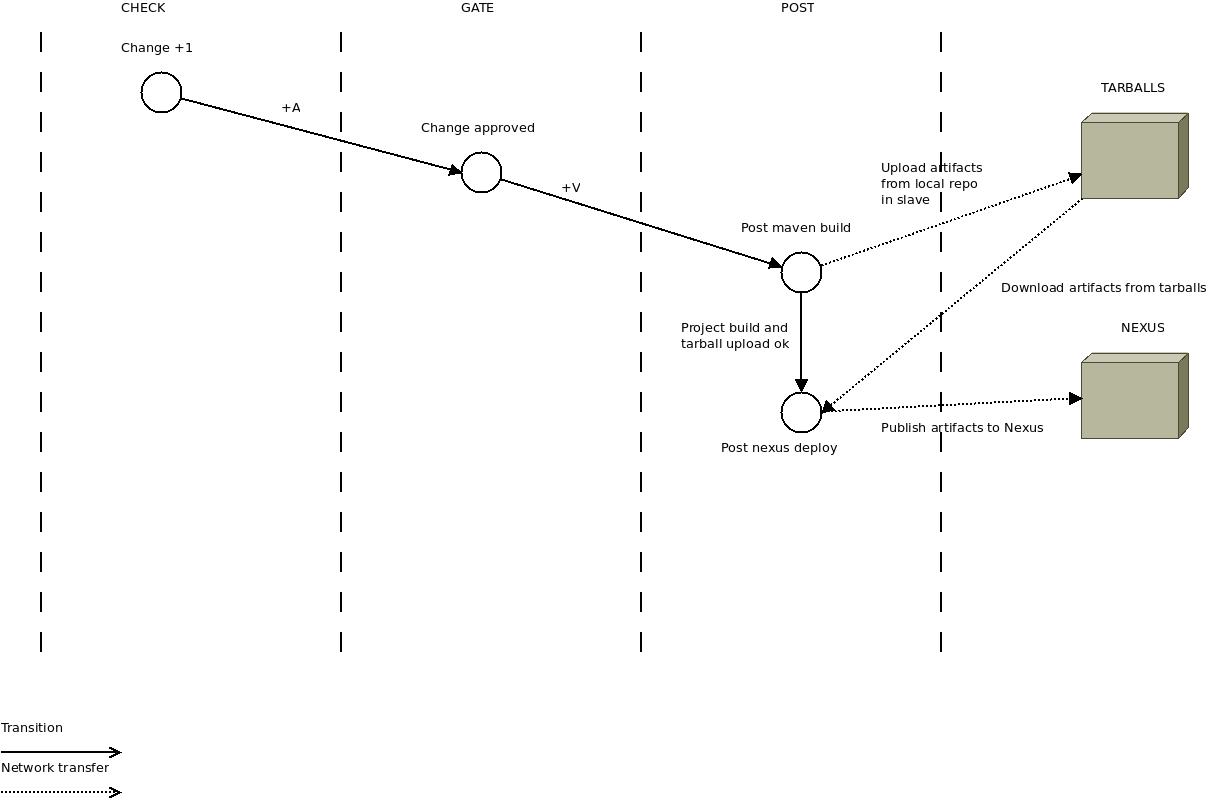 CHECK
GATE
POST
Change +1
TARBALLS
+A
Change approved
Upload artifacts
from local repo
in slave
+V
Post maven build
Download artifacts from tarballs
Project build and
tarball upload ok
NEXUS
Publish artifacts to Nexus
Post nexus deploy
Transition
Network transfer